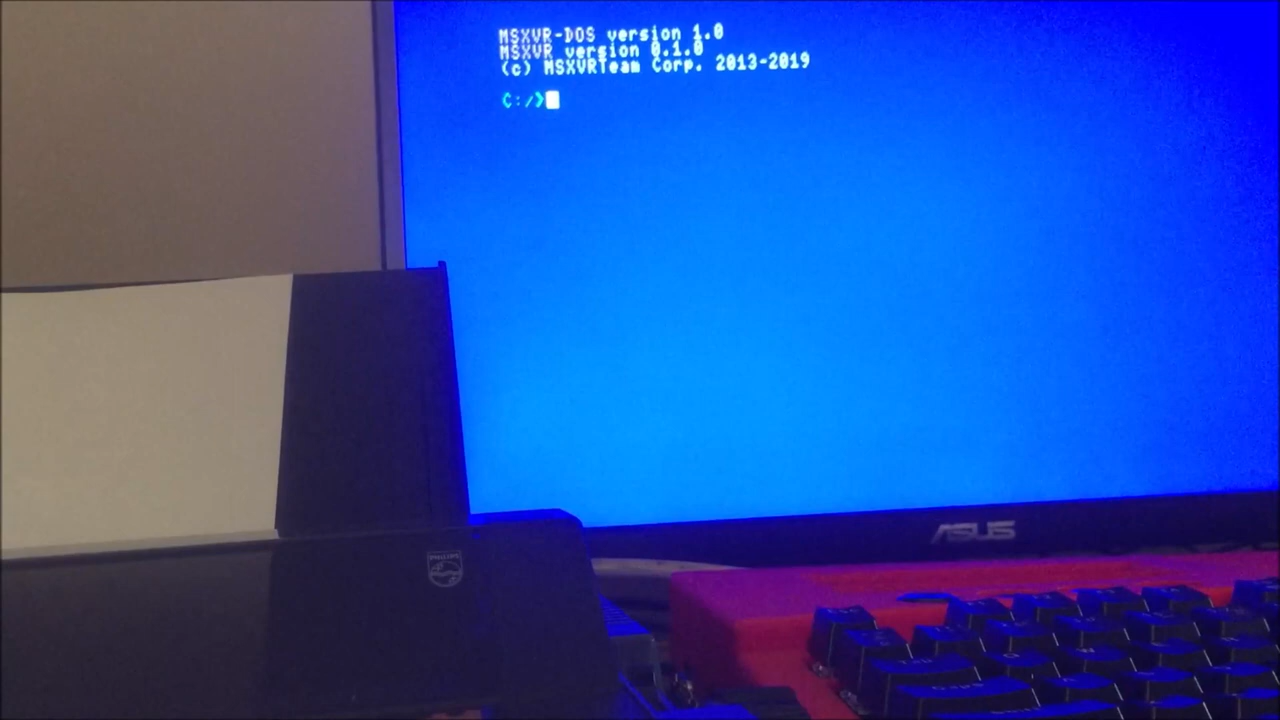 MSXVR-DOS version 1.0
MSXVR version 0.1.0
(c) MSXVRTeam Corp. 2013-2019
C:/>
ASUS
PHILIPS